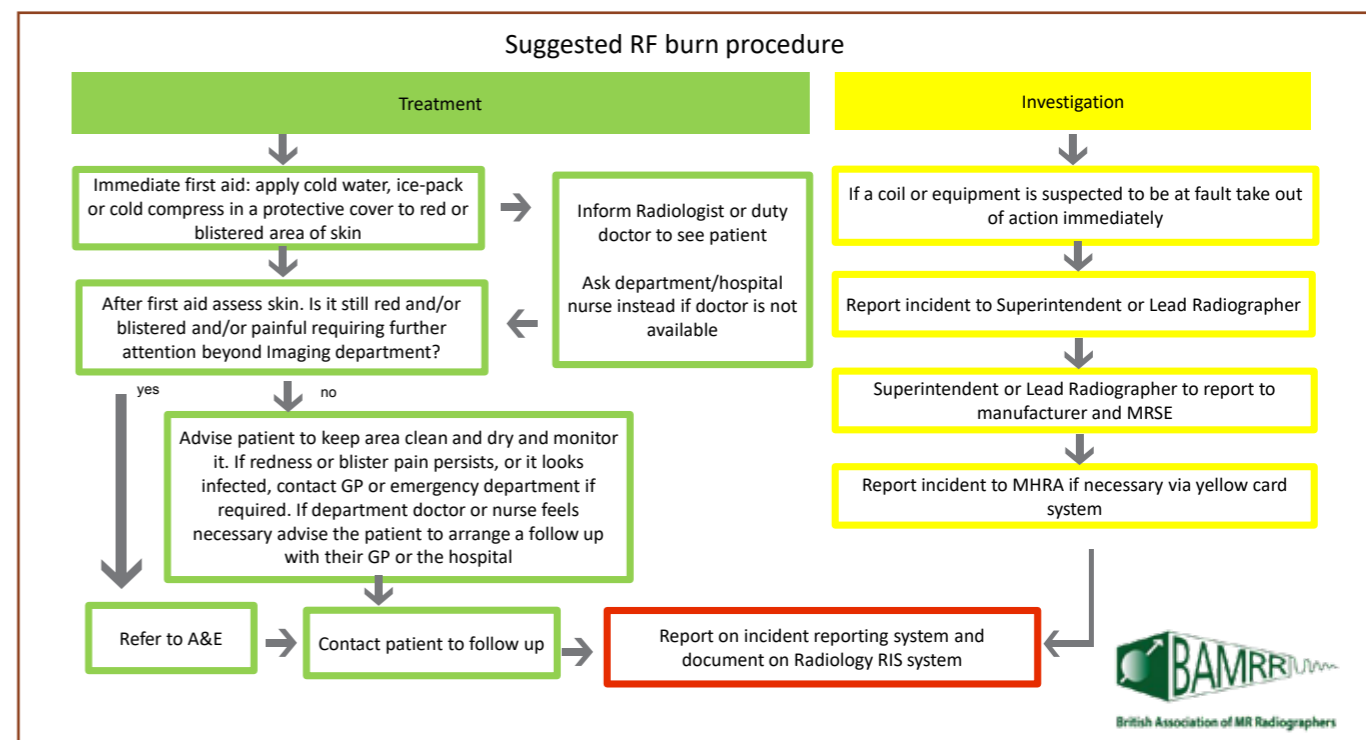 Suggested RF burn procedure
Treatment
Immediate first aid: apply cold water, ice-pack
or cold compress in a protective cover to red or
blistered area of skin
Inform Radiologist or duty
doctor to see patient
Ask department/hospital
nurse instead if doctor is not
available
After first aid assess skin. Is it still red and/or
blistered and/or painful requiring further
attention beyond Imaging department?
yes
no
Advise patient to keep area clean and dry and monitor
it. If redness or blister pain persists, or it looks
infected, contact GP or emergency department if
required. If department doctor or nurse feels
necessary advise the patient to arrange a follow up
with their GP or the hospital
Refer to A&E
Contact patient to follow up
Investigation
If a coil or equipment is suspected to be at fault take out
of action immediately
Report incident to Superintendent or Lead Radiographer
Superintendent or Lead Radiographer to report to
manufacturer and MRSE
Report incident to MHRA if necessary via yellow card
system
Report on incident reporting system and
document on Radiology RIS system
BAMRR
British Association of MR Radiographers